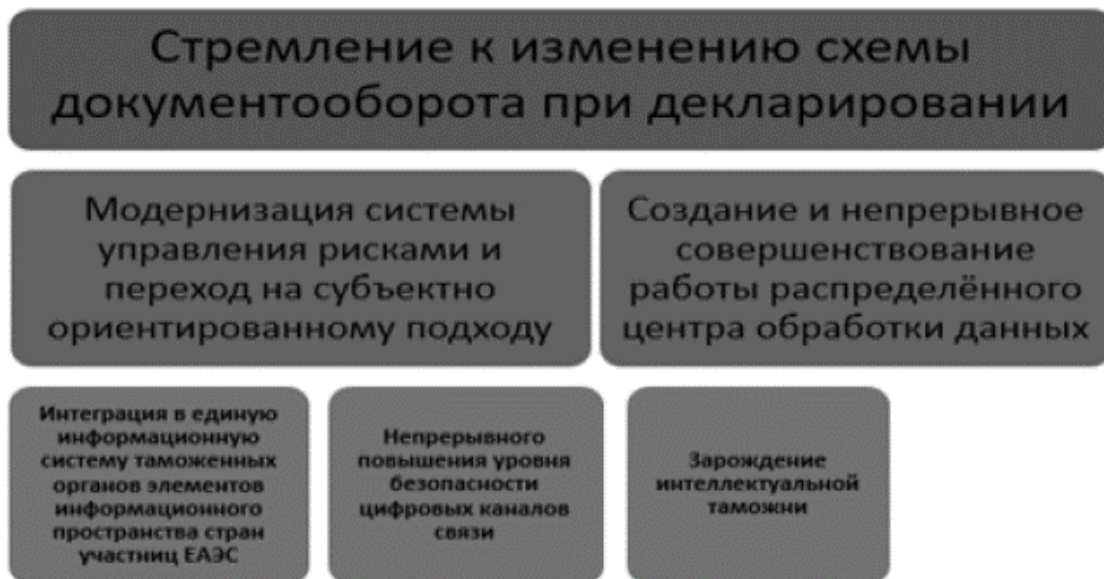 Стремление к изменению схемы
документооборота при декларировании
Модернизация системы
управления рисками и
переход на субъектно
ориентированному подходу
Создание и непрерывное
совершенствование
работы распределённого
центра обработки данных
Интеграция в единую
информационную
систему таможенных
органов элементов
информационного
пространства стран
участниц ЕАЭС
Непрерывного
повышения уровня
безопасности
цифровых каналов
связи
Зарождение
интеллектуальной
таможни